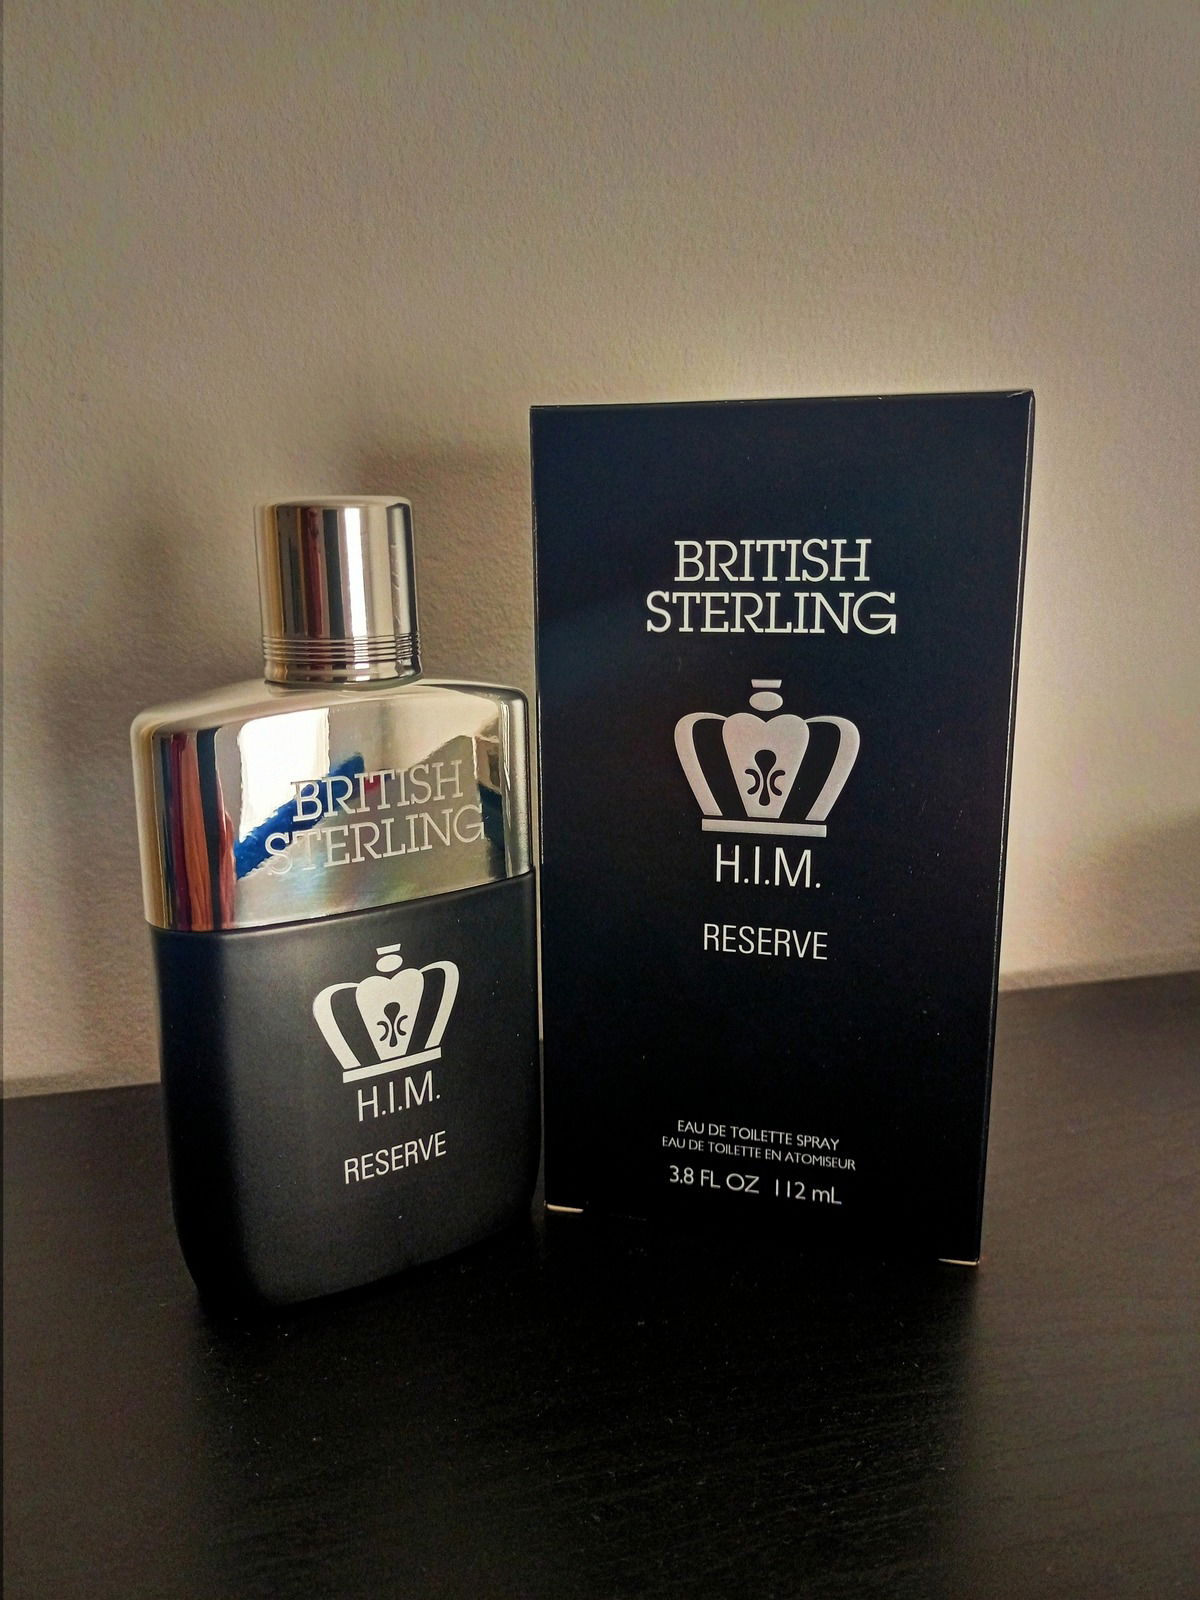 BRITISH
STERLING
H.I.M.
RESERVE
BRITISH
STERLING
H.I.M.
RESERVE
EAU DE TOILETTE SPRAY
EAU DE TOILETTE EN ATOMISEUR
3.8 FL OZ 112 mL